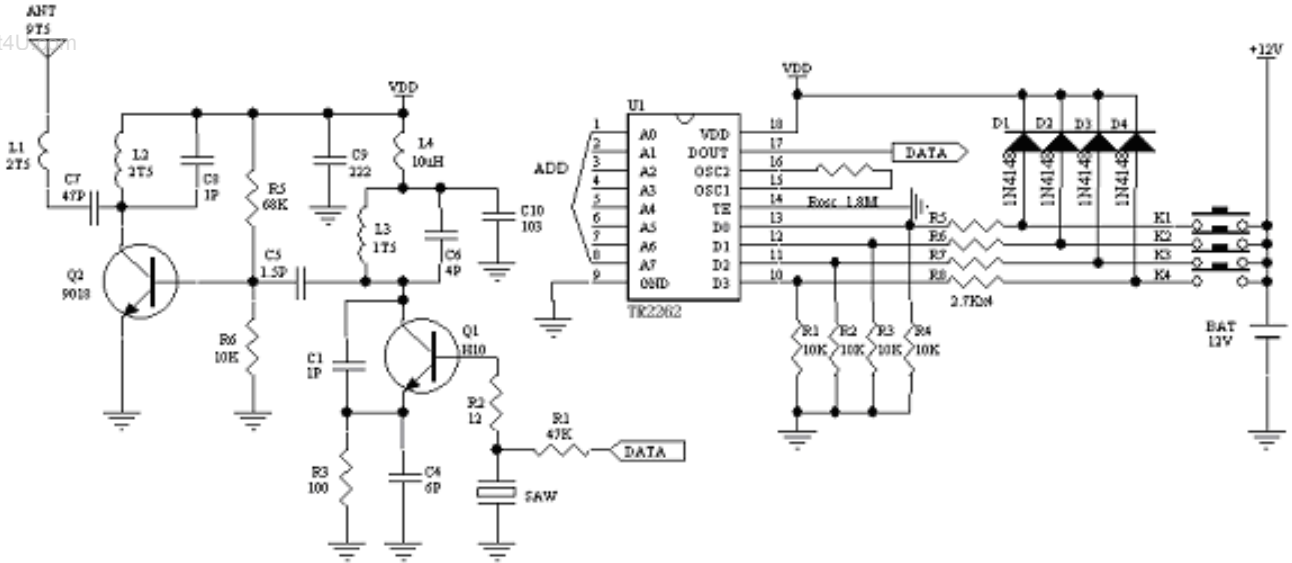 ANT
9T5
L1
2T5
C7
47P
L2
2T5
C8
1P
R5
68K
C9
222
VDD
L4
10uH
C10
103
L3
1T5
C6
4P
C5
1.5P
Q2
9018
R6
10K
C1
1P
Q1
H10
R2
12
R1
47K
DATA
R3
100
C4
6P
SAW
ADD
U1
1
2
3
4
5
6
7
8
9
A0
A1
A2
A3
A4
A5
A6
A7
GND
VDD
DOUT
OSC2
OSC1
TE
D0
D1
D2
D3
18
17
16
15
14
13
12
11
10
TR2262
VDD
DATA
Rosc 1.8M
R5
R6
R7
R8
2.7Kx4
D1
D2
D3
D4
1N4148
1N4148
1N4148
1N4148
K1
K2
K3
K4
+12V
BAT
12V
R1
10K
R2
10K
R3
10K
R4
10K